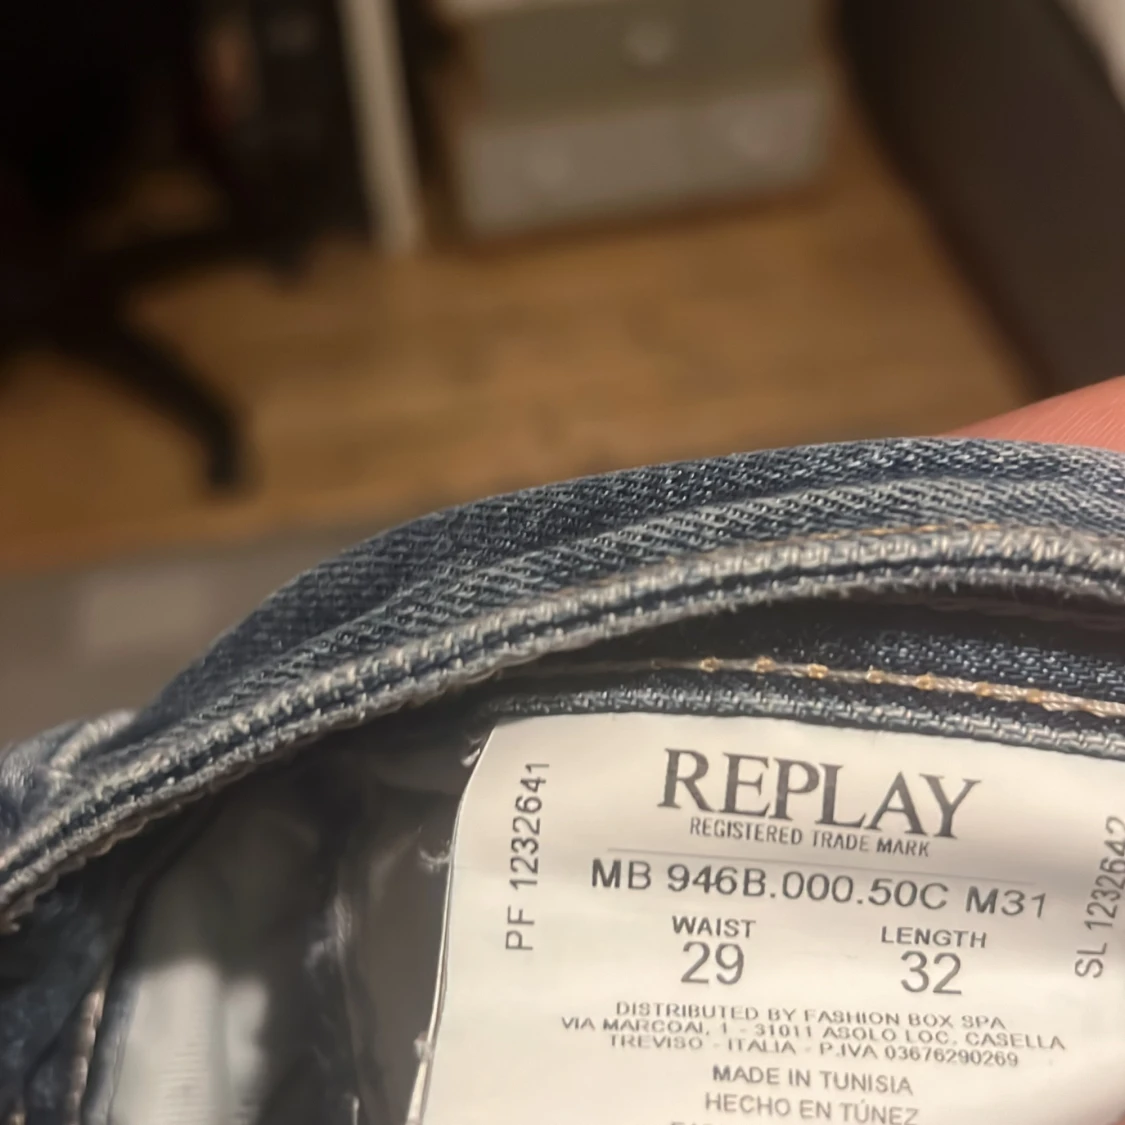 REPLAY
REGISTERED TRADE MARK
MB 946B.000.50C M31
WAIST LENGTH
29 32
DISTRIBUTED BY FASHION BOX SPA
VIA MARCOAI, 1 - 31011 ASOLO LOC. CASELLA
TREVISO - ITALIA - P.IVA 03676290269
MADE IN TUNISIA
HECHO EN TÚNEZ
PF 1232641
SL 1232642